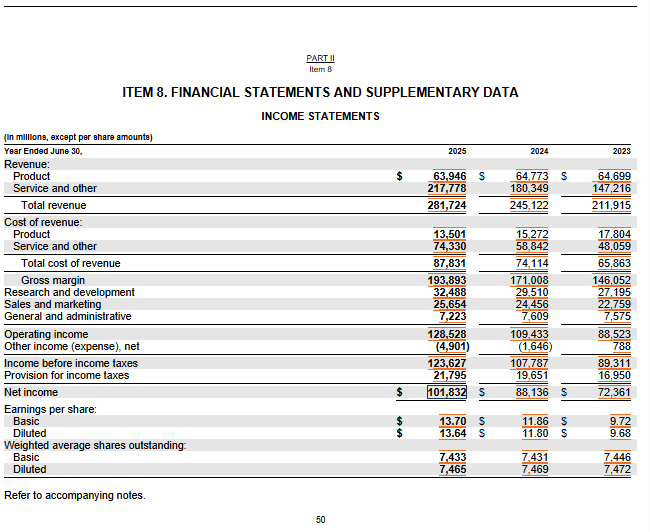 PART II
Item 8
ITEM 8. FINANCIAL STATEMENTS AND SUPPLEMENTARY DATA
INCOME STATEMENTS
(In millions, except per share amounts)
Year Ended June 30, 2025 2024 2023
Revenue:
Product $ 63,946 $ 64,773 $ 64,699
Service and other 217,778 180,349 147,216
Total revenue 281,724 245,122 211,915
Cost of revenue:
Product 13,501 15,272 17,804
Service and other 74,330 58,842 48,059
Total cost of revenue 87,831 74,114 65,863
Gross margin 193,893 171,008 146,052
Research and development 32,488 29,510 27,195
Sales and marketing 25,654 24,456 22,759
General and administrative 7,223 7,609 7,575
Operating income 128,528 109,433 88,523
Other income (expense), net (4,901) (1,646) 788
Income before income taxes 123,627 107,787 89,311
Provision for income taxes 21,795 19,651 16,950
Net income $ 101,832 $ 88,136 $ 72,361
Earnings per share:
Basic $ 13.70 $ 11.86 $ 9.72
Diluted $ 13.64 $ 11.80 $ 9.68
Weighted average shares outstanding:
Basic 7,433 7,431 7,446
Diluted 7,465 7,469 7,472
Refer to accompanying notes.
50